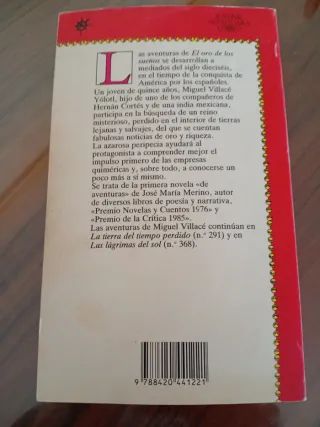 Las aventuras de El oro de los
sueños se desarrollan a
mediados del siglo dieciséis,
en el tiempo de la conquista de
América por los españoles.
Un joven de quince años, Miguel Villacé
Yólotl, hijo de uno de los compañeros de
Hernán Cortés y de una india mexicana,
participa en la búsqueda de un reino
misterioso, perdido en el interior de tierras
lejanas y salvajes, del que se cuentan
fabulosas noticias de oro y riqueza.
La azarosa peripecia ayudará al
protagonista a comprender mejor el
impulso primero de las empresas
quiméricas y, sobre todo, a conocerse un
poco más a sí mismo.
Se trata de la primera novela «de
aventuras» de José María Merino, autor
de diversos libros de poesía y narrativa,
«Premio Novelas y Cuentos 1976» y
«Premio de la Crítica 1985».
Las aventuras de Miguel Villacé continúan en
La tierra del tiempo perdido (n.º 291) y en
Las lágrimas del sol (n.º 368).
9 788420 441221